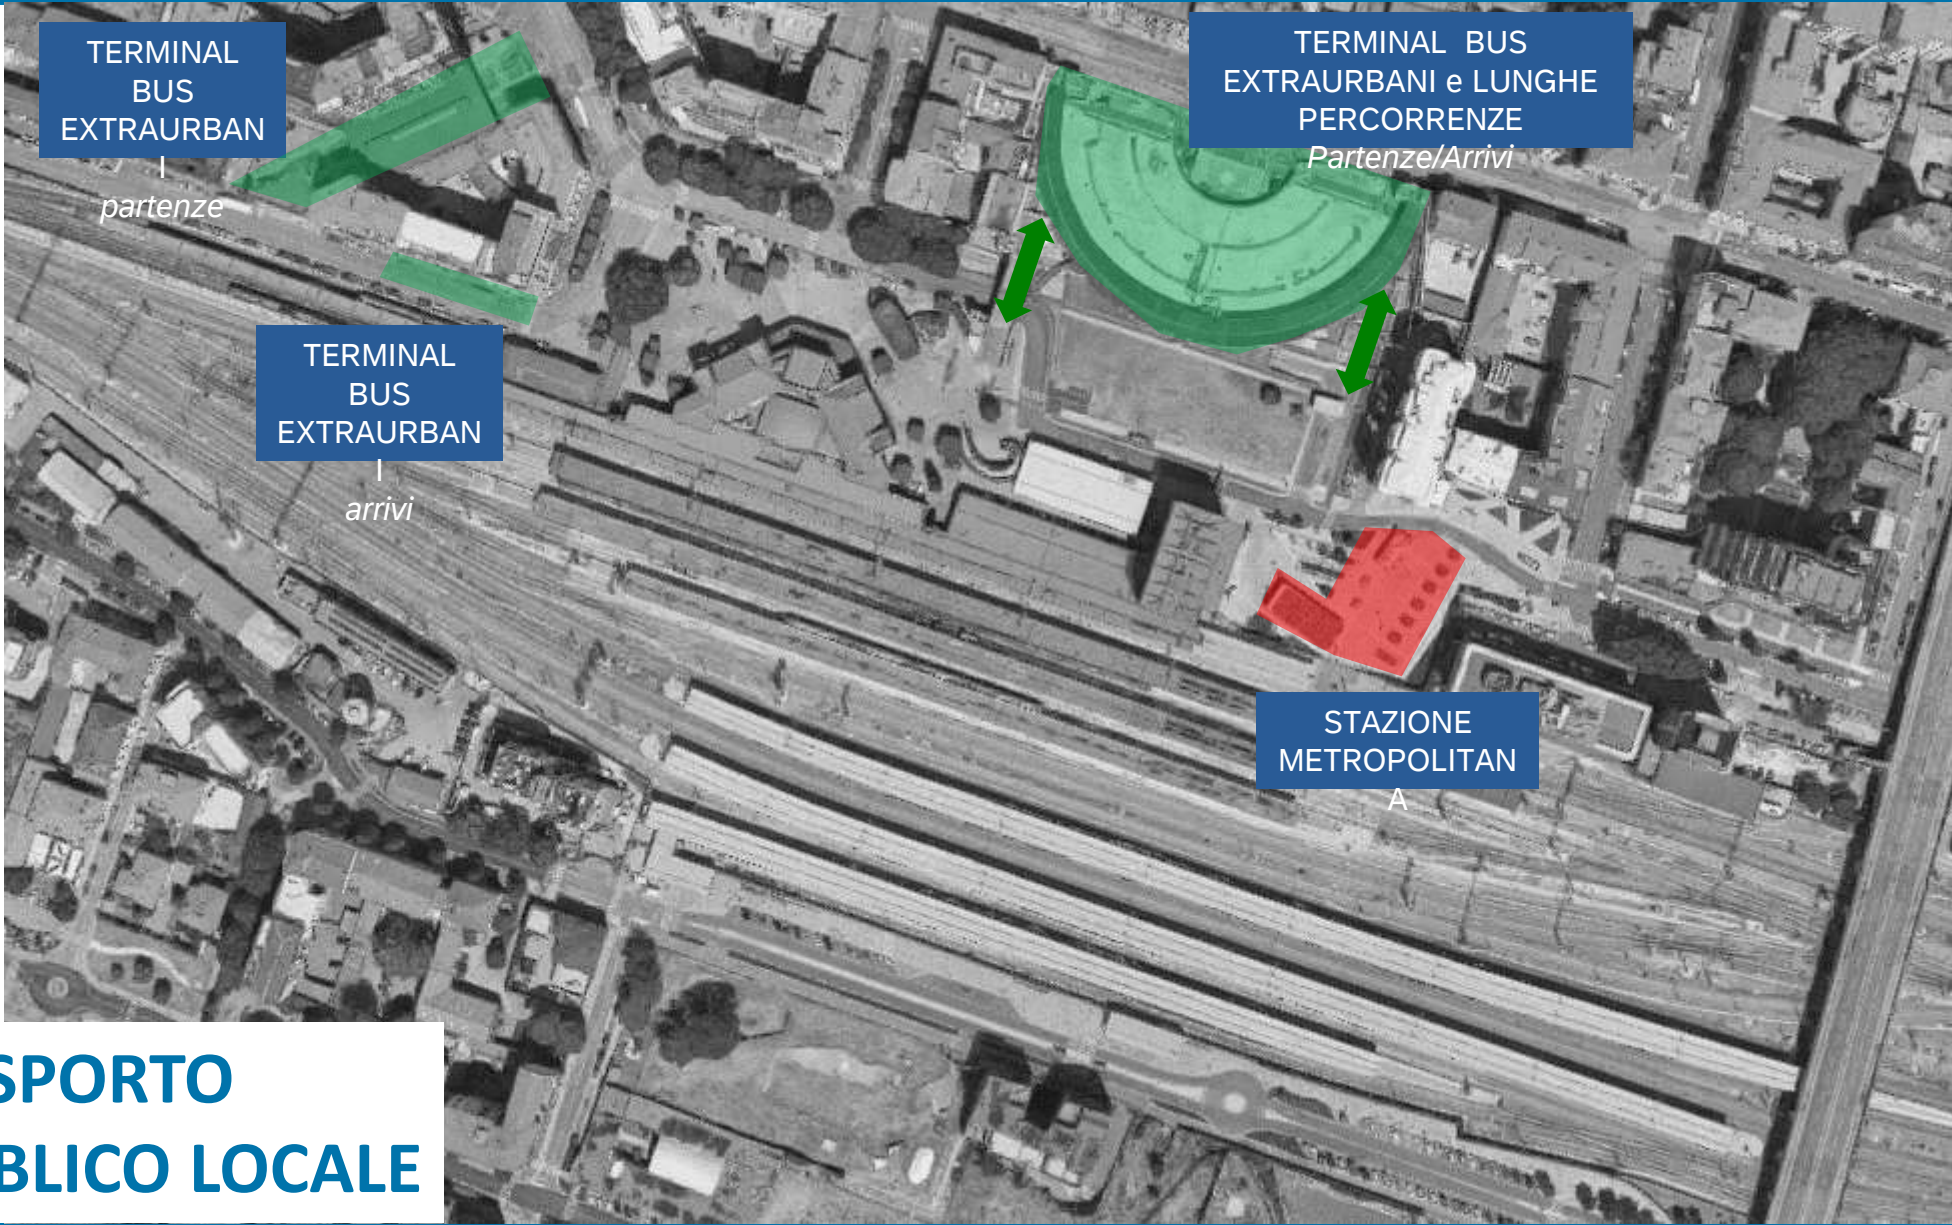 TERMINAL
BUS
EXTRAURBAN
I
partenze
TERMINAL BUS
EXTRAURBANI e LUNGHE
PERCORRENZE
Partenze/Arrivi
TERMINAL
BUS
EXTRAURBAN
I
arrivi
STAZIONE
METROPOLITAN
A
SPORTO
BLICO LOCALE